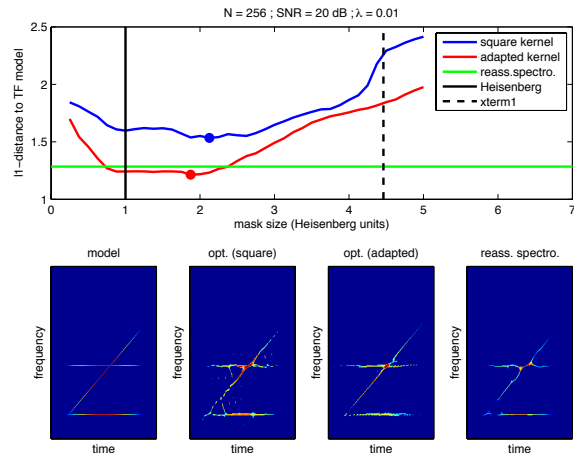 N = 256 ; SNR = 20 dB ; λ = 0.01
l1−distance to TF model
2.5
2
1.5
1
0
1
2
3
4
5
6
7
mask size (Heisenberg units)
square kernel
adapted kernel
reass.spectro.
Heisenberg
xterm1
model
opt. (square)
opt. (adapted)
reass. spectro.
frequency
frequency
frequency
frequency
time
time
time
time